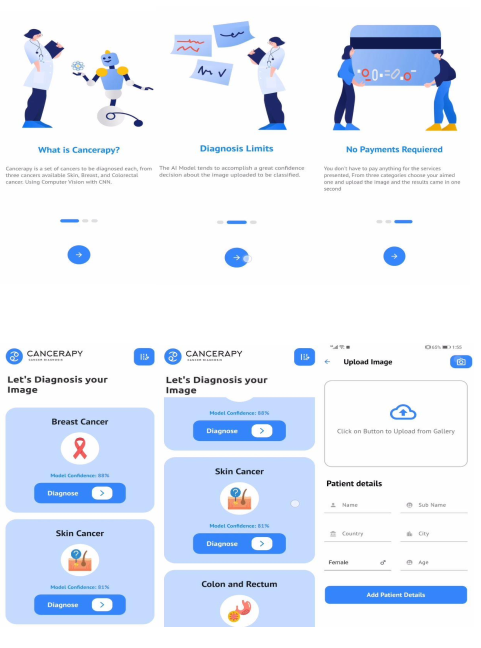 What is Cancerapy?
Cancerapy is a set of cancers to be diagnosed each, from
three cancers available Skin, Breast, and Colorectal
cancer. Using Computer Vision with CNN.
Diagnosis Limits
The AI Model tends to accomplish a great confidence
decision about the image uploaded to be classified.
No Payments Requiered
You don't have to pay anything for the services
presented, From three categories choose your aimed
one and upload the image and the results came in one
second
CANCERAPY
CANCER DIAGNOSIS
Let's Diagnosis your
Image
Breast Cancer
Model Confidence: 88%
Diagnose
Skin Cancer
Model Confidence: 81%
Diagnose
CANCERAPY
CANCER DIAGNOSIS
Let's Diagnosis your
Image
Model Confidence: 88%
Diagnose
Skin Cancer
Model Confidence: 81%
Diagnose
Colon and Rectum
1:55
Upload Image
Click on Button to Upload from Gallery
Patient details
Name
Sub Name
Country
City
Female
Age
Add Patient Details